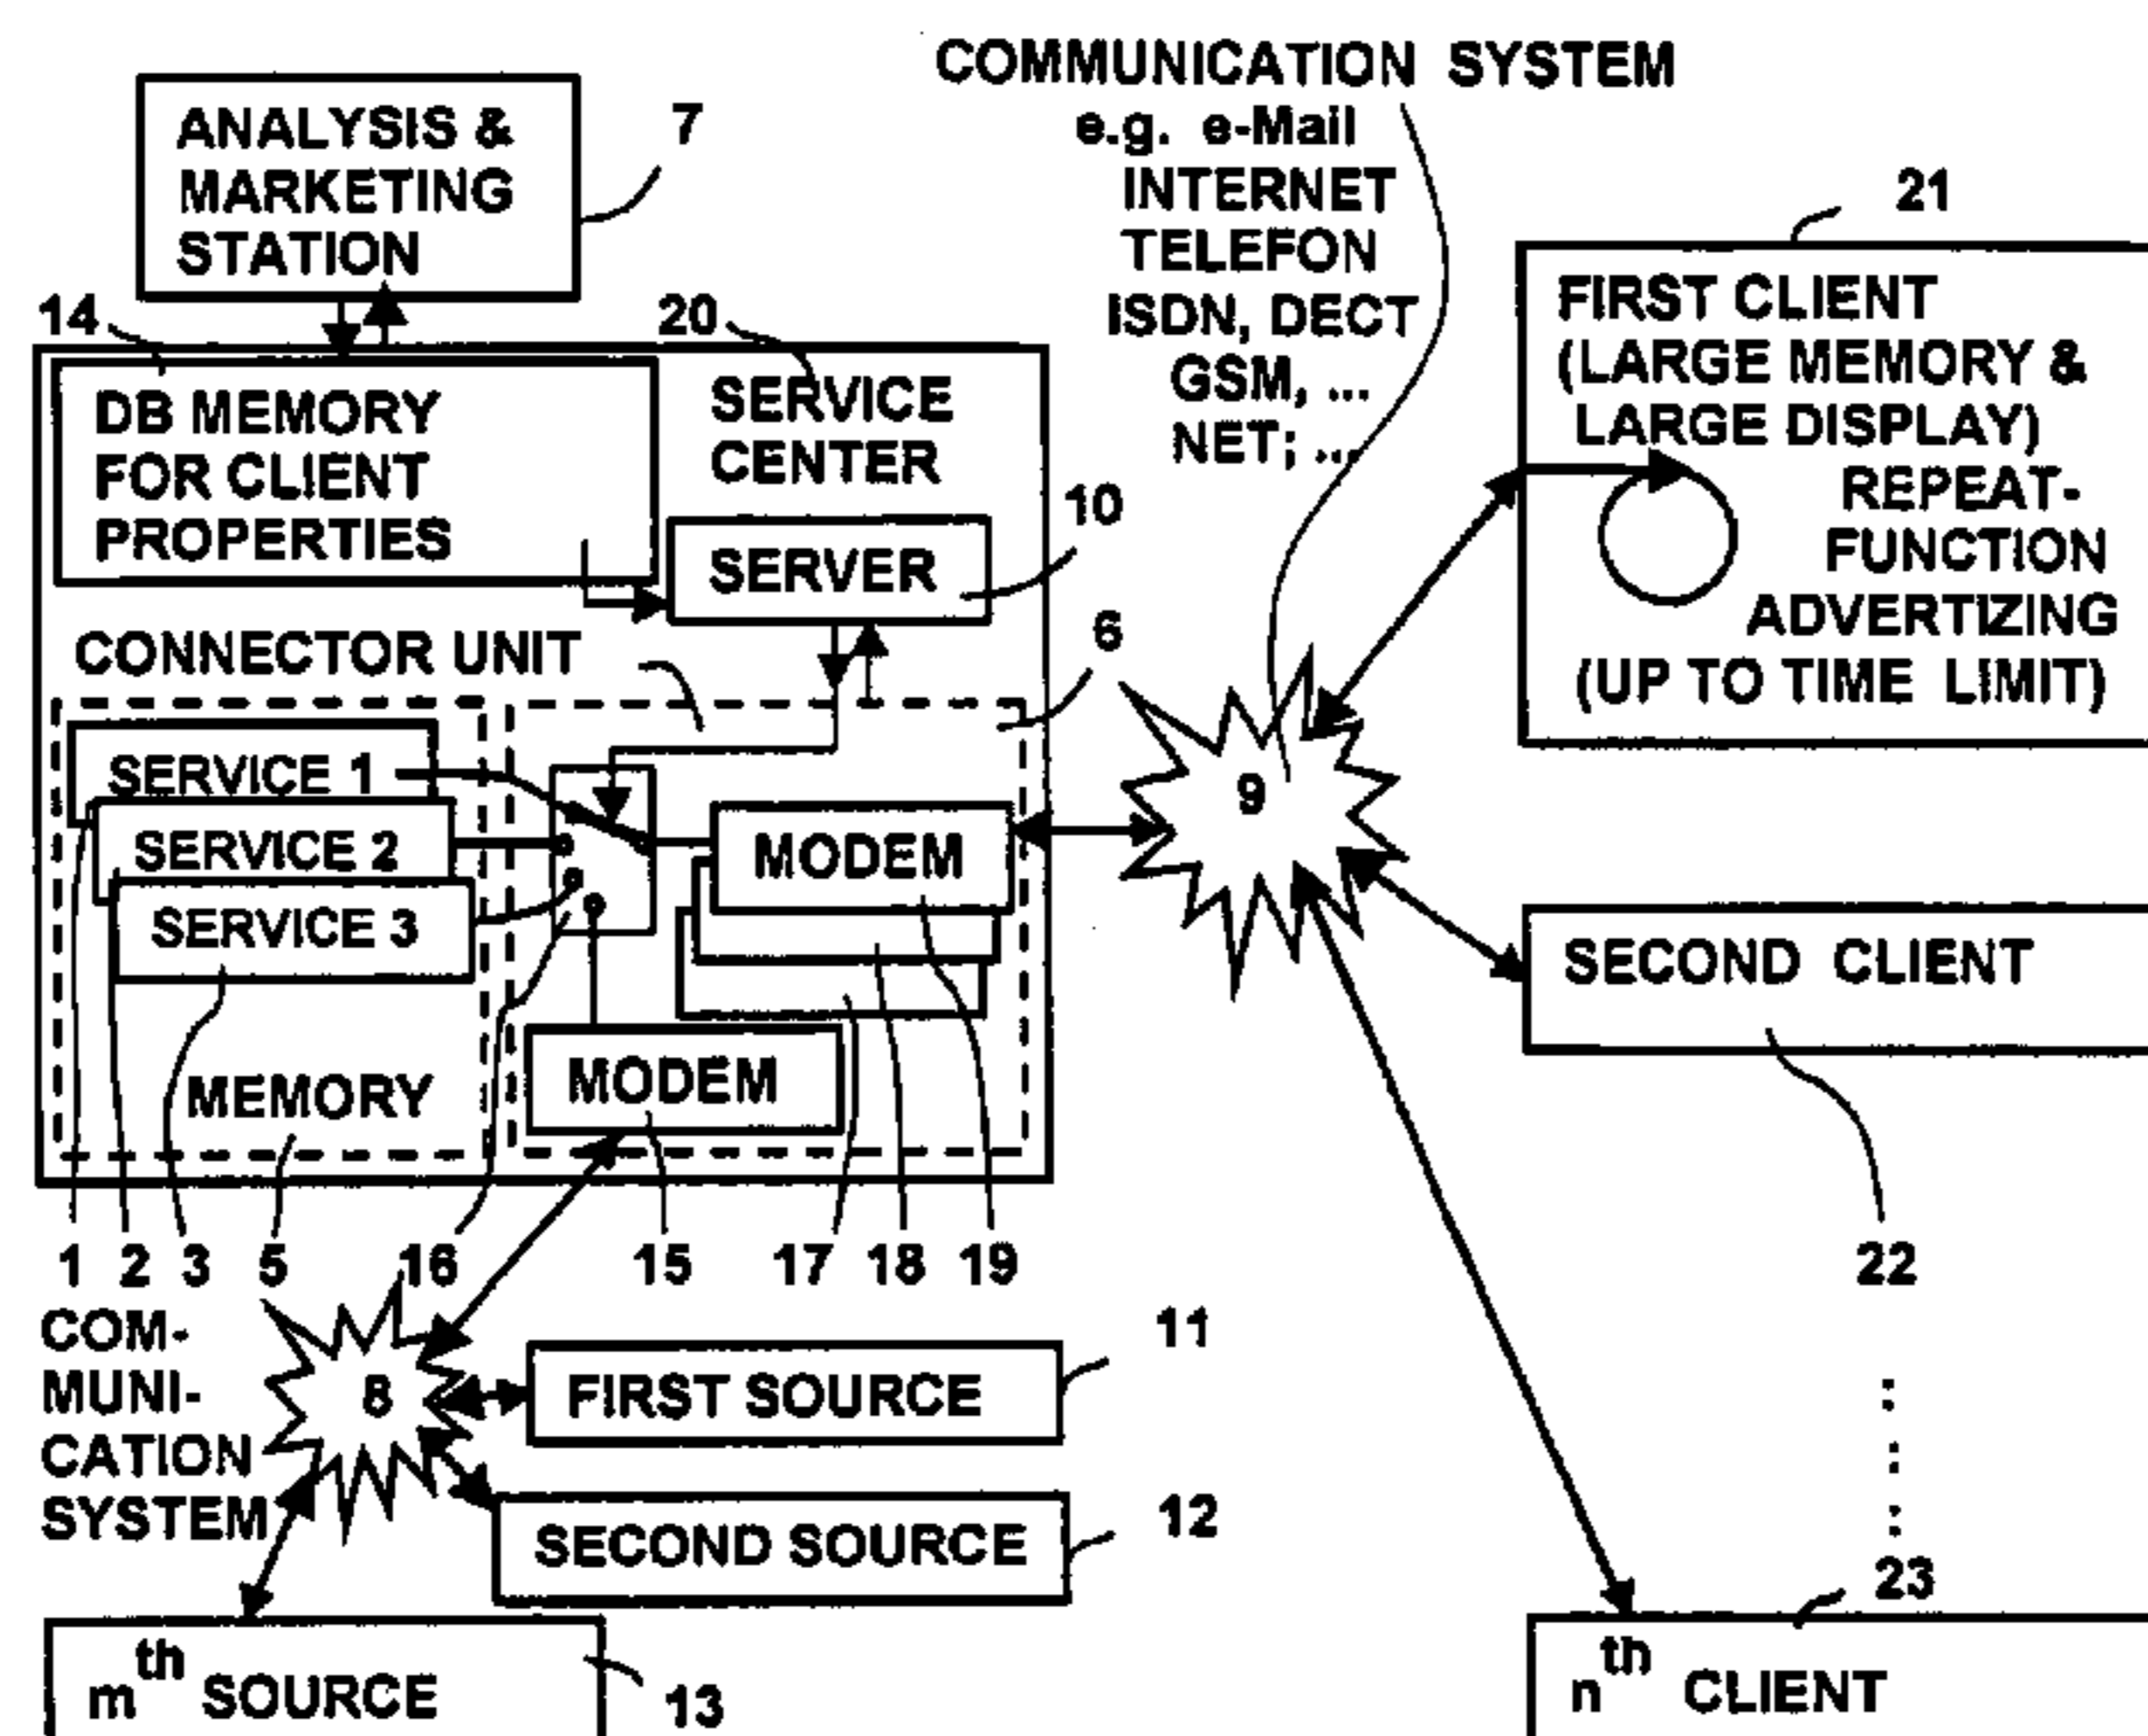 COMMUNICATION SYSTEM
e.g. e-Mail
INTERNET
TELEFON
ISDN, DECT
GSM, ...
NET; ...
ANALYSIS &
MARKETING
STATION
7
14
20
DB MEMORY
FOR CLIENT
PROPERTIES
SERVICE
CENTER
10
SERVER
CONNECTOR UNIT
6
SERVICE 1
SERVICE 2
SERVICE 3
MODEM
MEMORY
MODEM
1 2 3 5 16 15 17 18 19
9
21
FIRST CLIENT
(LARGE MEMORY &
LARGE DISPLAY)
REPEAT-
FUNCTION
ADVERTIZING
(UP TO TIME LIMIT)
SECOND CLIENT
22
:
:
:
23
nth CLIENT
COM-
MUNI-
CATION
SYSTEM
8
11
FIRST SOURCE
12
SECOND SOURCE
mth SOURCE
13